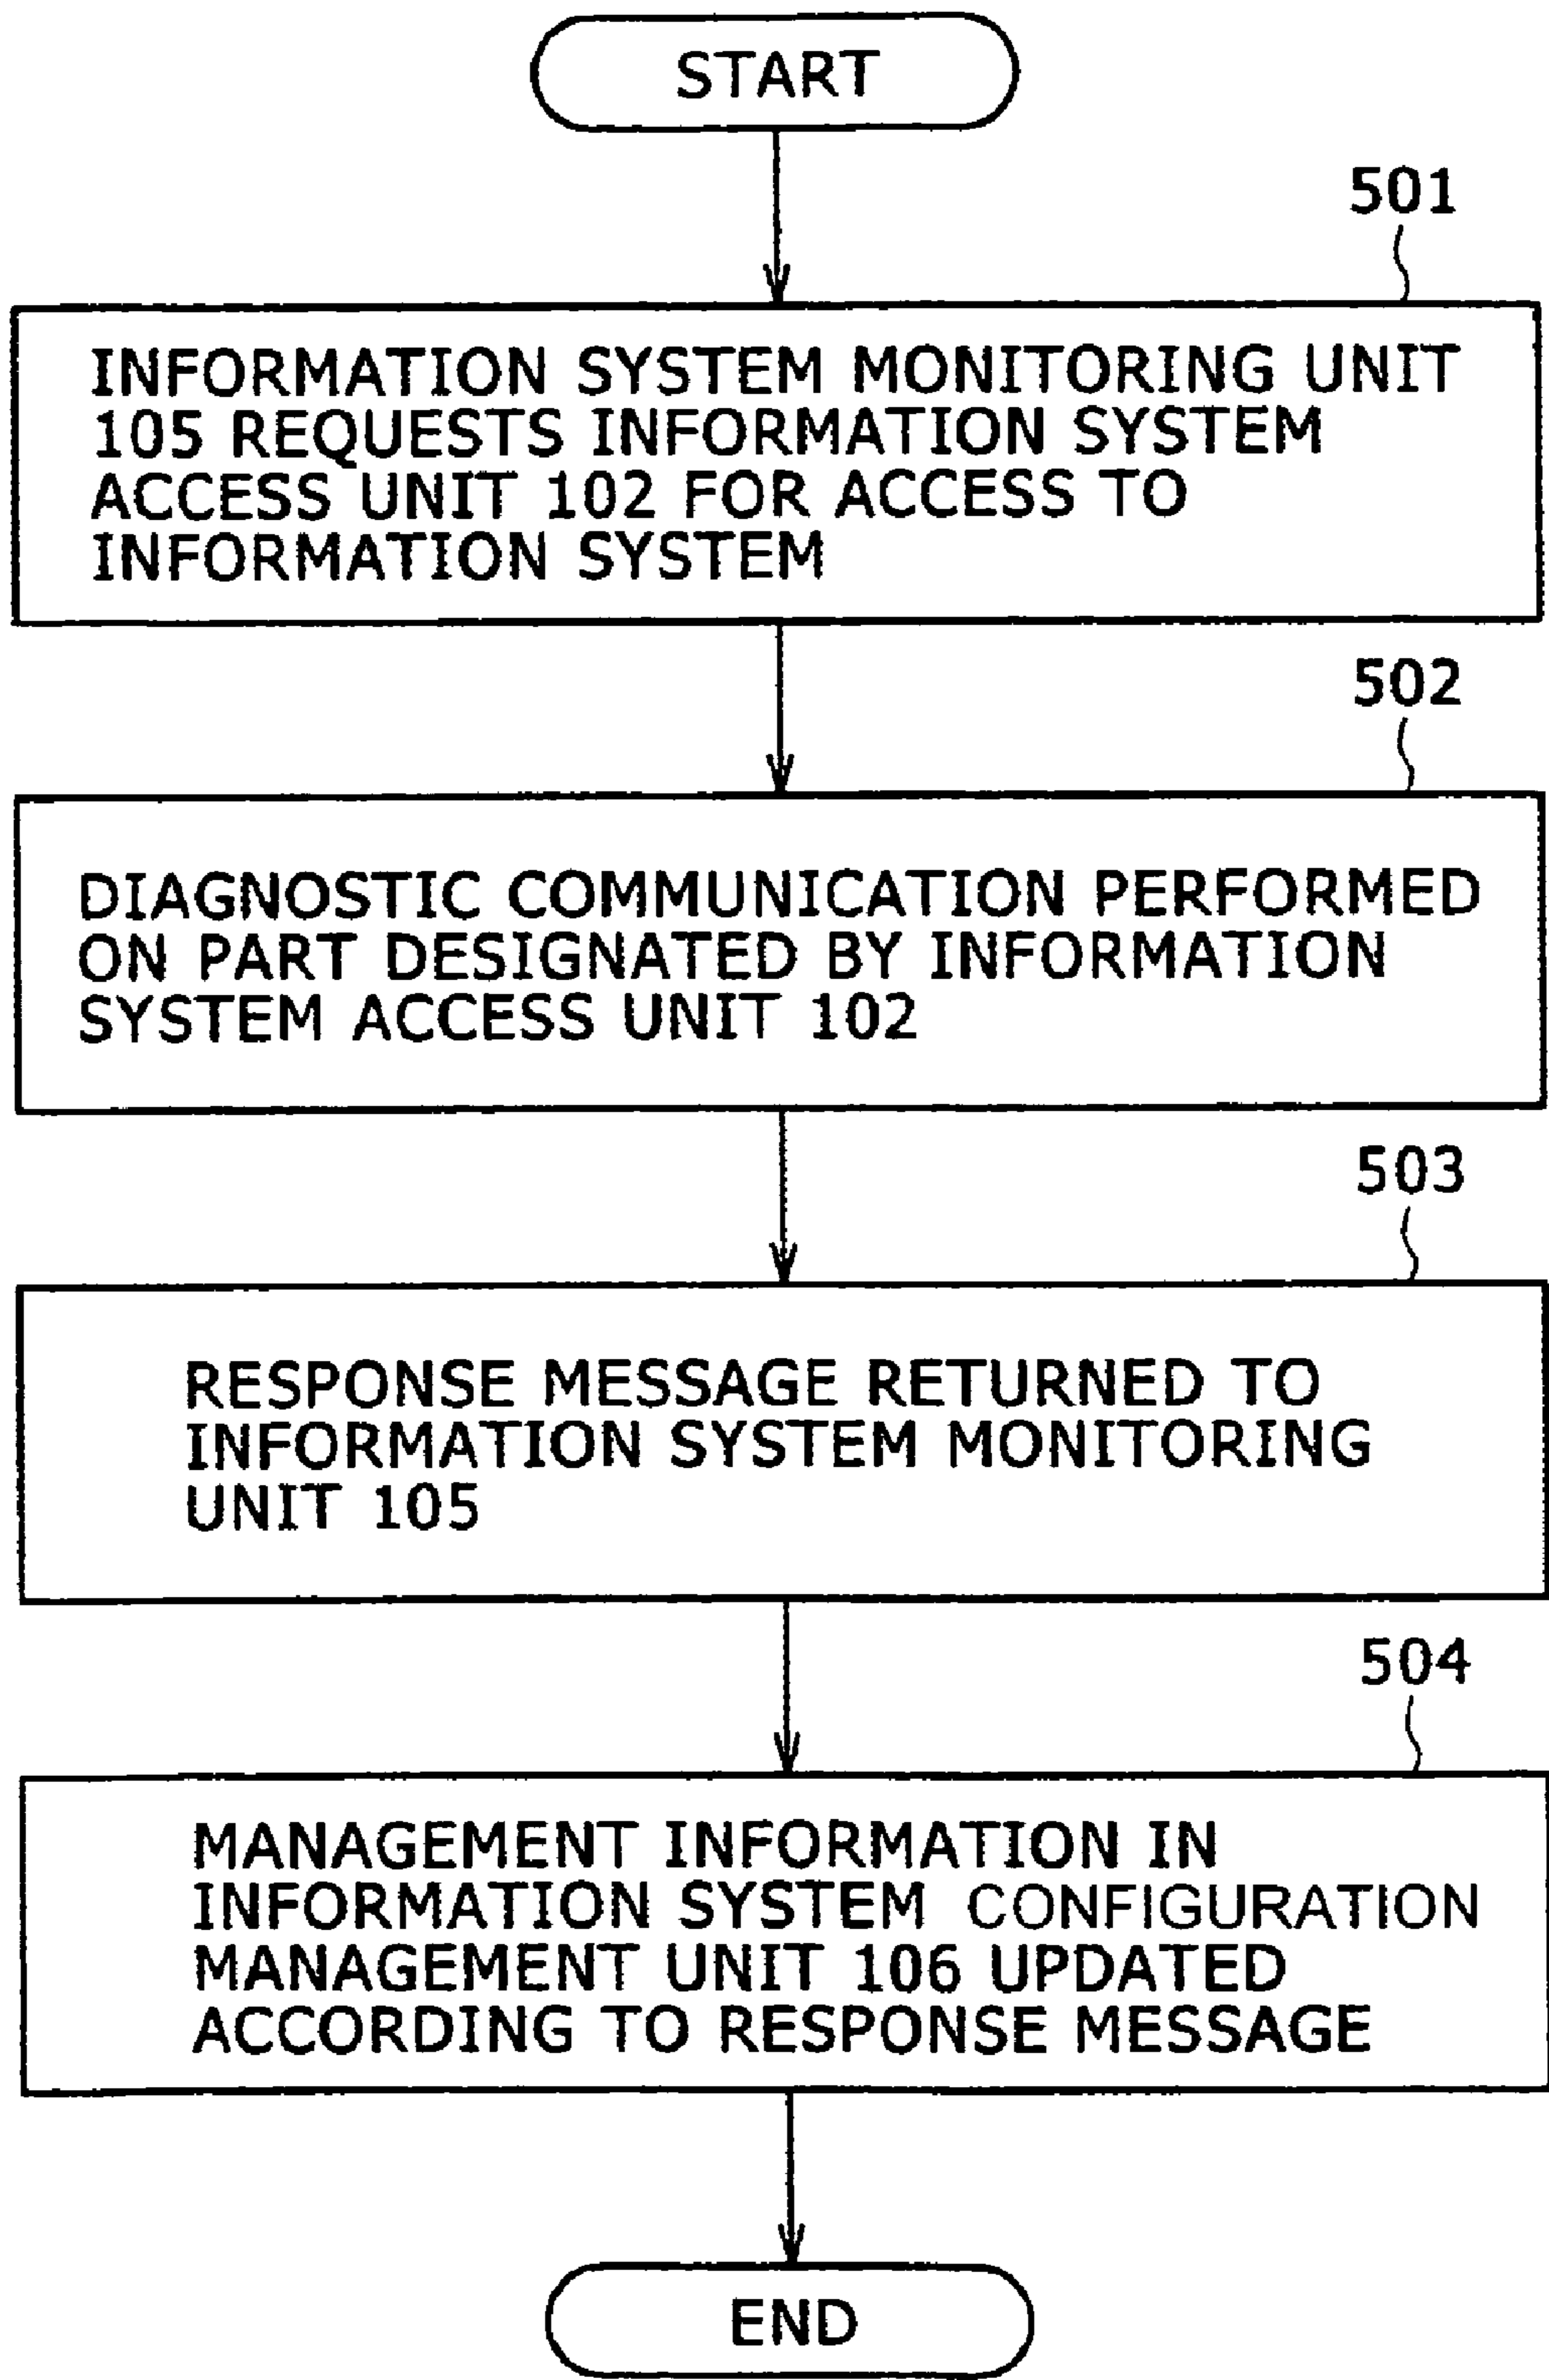 START
501
INFORMATION SYSTEM MONITORING UNIT
105 REQUESTS INFORMATION SYSTEM
ACCESS UNIT 102 FOR ACCESS TO
INFORMATION SYSTEM
502
DIAGNOSTIC COMMUNICATION PERFORMED
ON PART DESIGNATED BY INFORMATION
SYSTEM ACCESS UNIT 102
503
RESPONSE MESSAGE RETURNED TO
INFORMATION SYSTEM MONITORING
UNIT 105
504
MANAGEMENT INFORMATION IN
INFORMATION SYSTEM CONFIGURATION
MANAGEMENT UNIT 106 UPDATED
ACCORDING TO RESPONSE MESSAGE
END